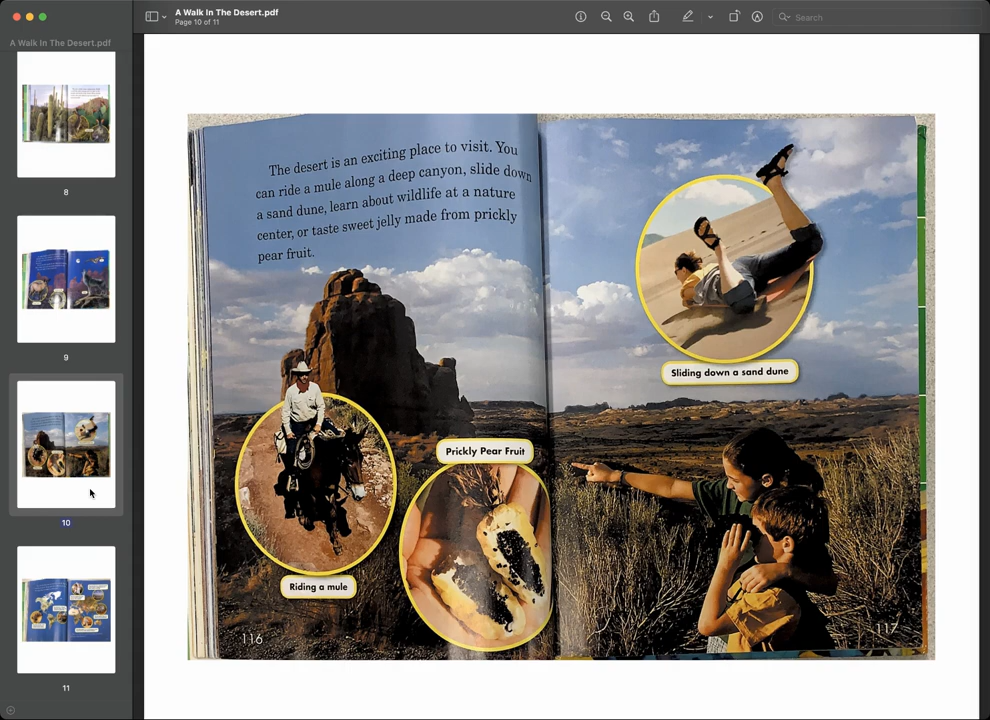 A Walk In The Desert.pdf
Page 10 of 11
Search
A Walk In The Desert.pdf
8
9
10
11
The desert is an exciting place to visit. You
can ride a mule along a deep canyon, slide down
a sand dune, learn about wildlife at a nature
center, or taste sweet jelly made from prickly
pear fruit.
Sliding down a sand dune
Prickly Pear Fruit
Riding a mule
116
117